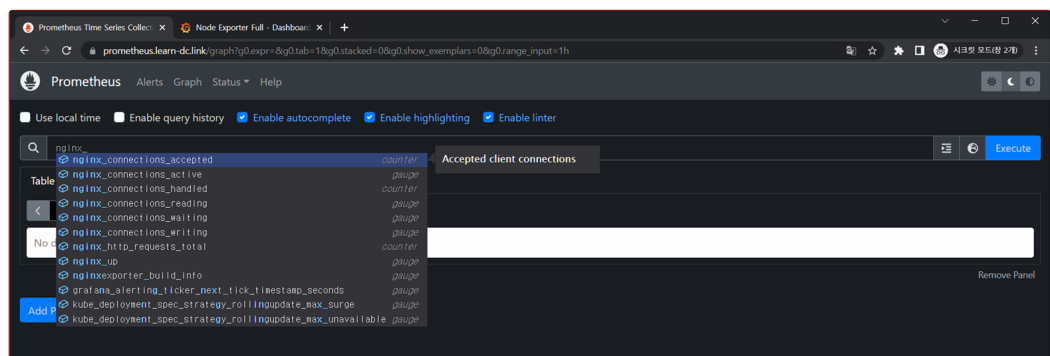 Prometheus Time Series Collect
Node Exporter Full - Dashboard
prometheus.learn-dc.link/graph?g0.expr=&g0.tab=1&g0.stacked=0&g0.show_exemplars=0&g0.range_input=1h
시크릿 모드(창 2개)
Prometheus Alerts Graph Status Help
Use local time Enable query history Enable autocomplete Enable highlighting Enable linter
nginx_ Execute
nginx_connections_accepted counter Accepted client connections
nginx_connections_active gauge
Table
nginx_connections_handled counter
nginx_connections_reading gauge
nginx_connections_waiting gauge
nginx_connections_writing gauge
No
nginx_http_requests_total counter
nginx_up gauge
nginxexporter_build_info gauge
Remove Panel
grafana_alerting_ticker_next_tick_timestamp_seconds gauge
kube_deployment_spec_strategy_rollingupdate_max_surge gauge
Add
kube_deployment_spec_strategy_rollingupdate_max_unavailable gauge